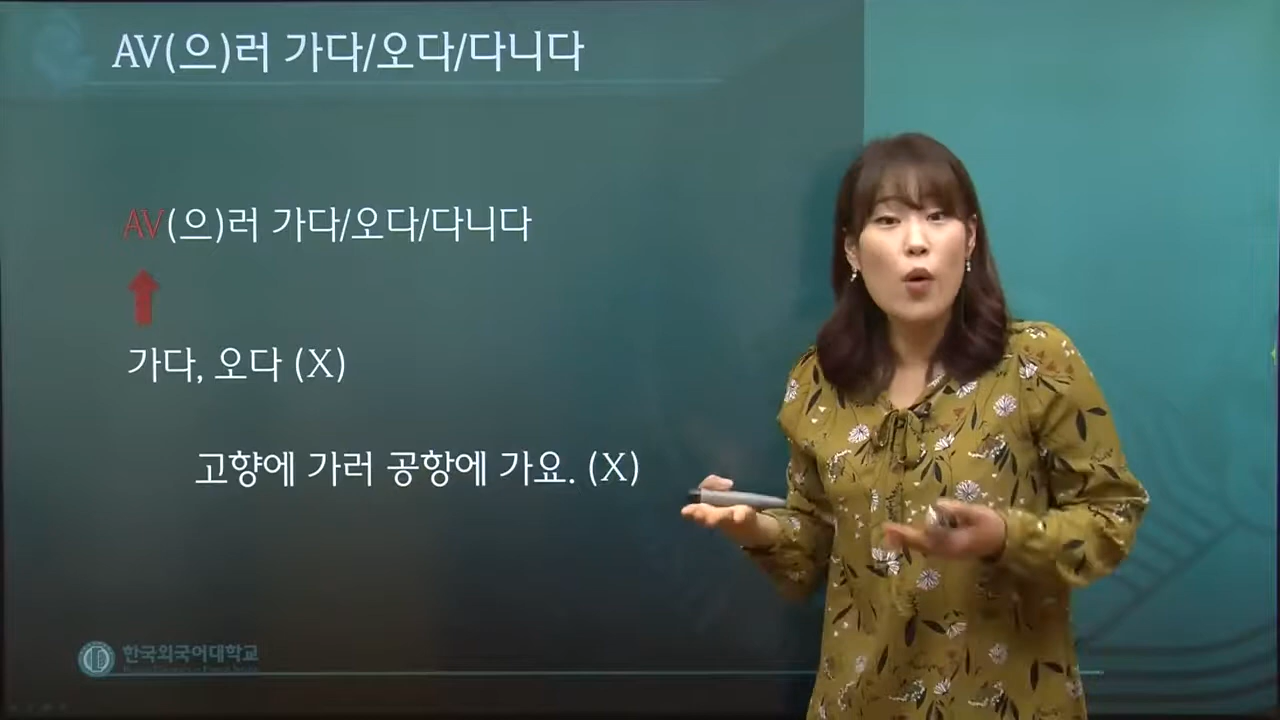 AV(으)러 가다/오다/다니다
AV(으)러 가다/오다/다니다
가다, 오다 (X)
고향에 가러 공항에 가요. (X)
한국외국어대학교